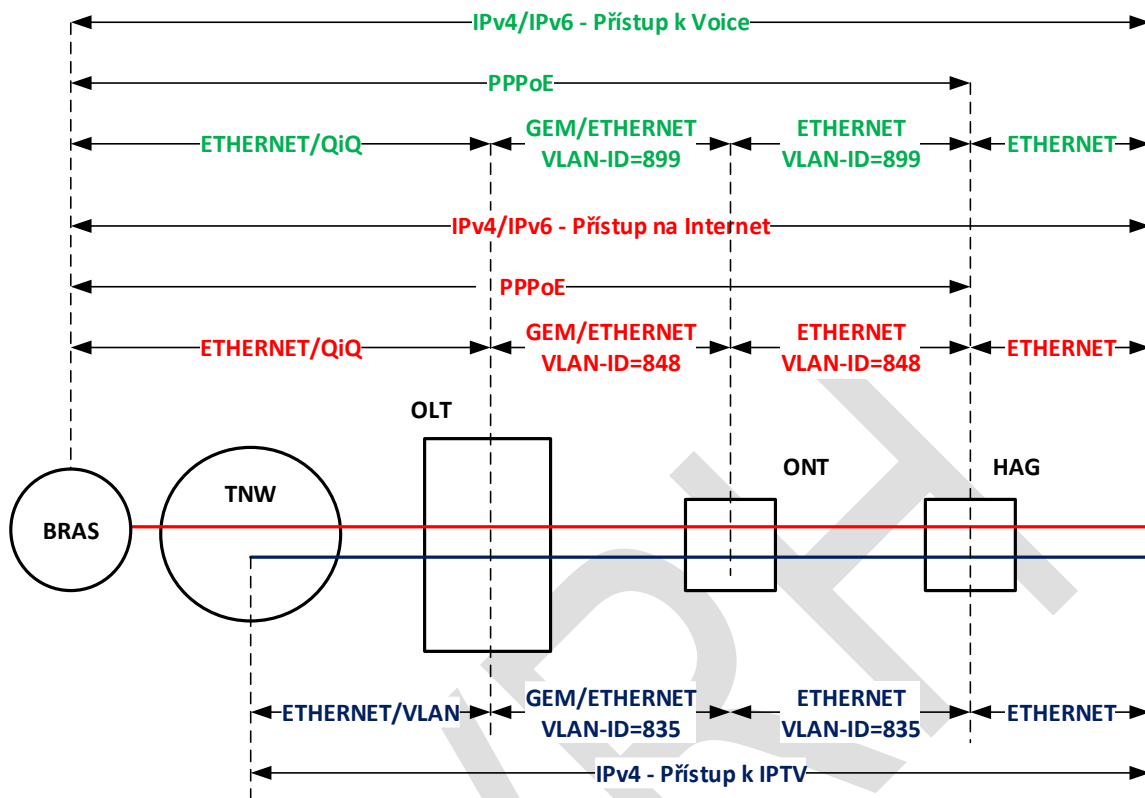 IPv4/IPv6 - Přístup k Voice
PPPoE
ETHERNET/QiQ
GEM/ETHERNET
VLAN-ID=899
ETHERNET
VLAN-ID=899
ETHERNET
IPv4/IPv6 - Přístup na Internet
PPPoE
ETHERNET/QiQ
GEM/ETHERNET
VLAN-ID=848
ETHERNET
VLAN-ID=848
ETHERNET
OLT
ONT
HAG
TNW
BRAS
ETHERNET/VLAN
GEM/ETHERNET
VLAN-ID=835
ETHERNET
VLAN-ID=835
ETHERNET
IPv4 - Přístup k IPTV